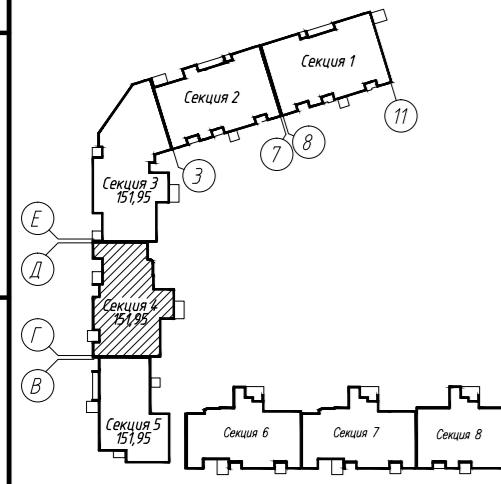 Секция 1
Секция 2
11
8
7
3
Секция 3
151,95
Е
Д
Секция 4
151,95
Г
В
Секция 5
151,95
Секция 6
Секция 7
Секция 8